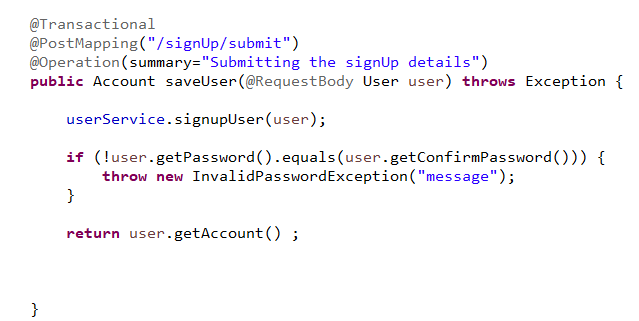 @Transactional
@PostMapping("/signUp/submit")
@Operation(summary="Submitting the signUp details")
public Account saveUser(@RequestBody User user) throws Exception {
userService.signupUser(user);
if (!user.getPassword().equals(user.getConfirmPassword())) {
throw new InvalidPasswordException("message");
}
return user.getAccount() ;
}